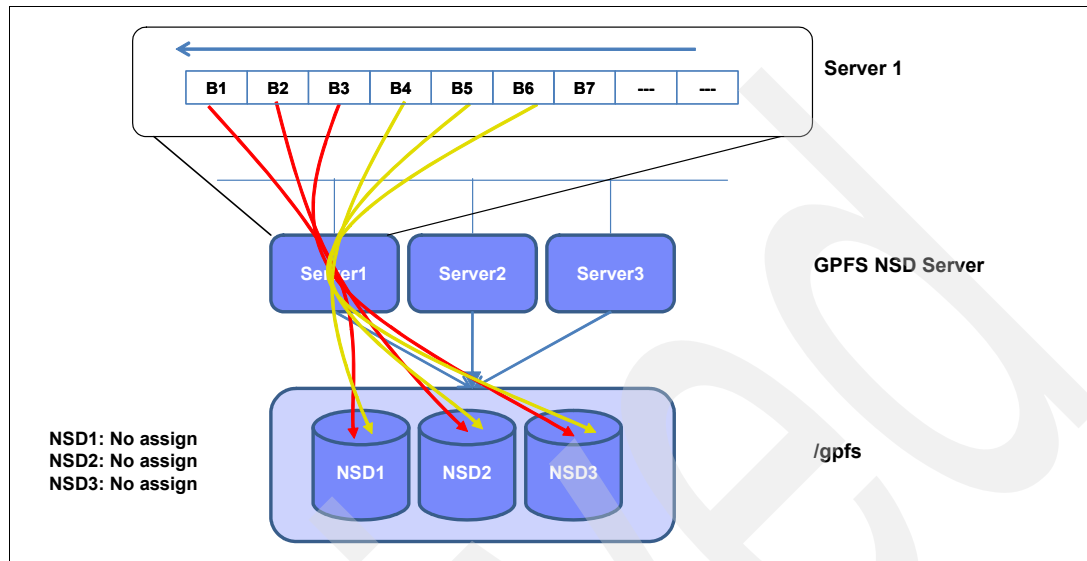 Server 1
B1 B2 B3 B4 B5 B6 B7 --- ---
Server1 Server2 Server3
GPFS NSD Server
NSD1: No assign
NSD2: No assign
NSD3: No assign
NSD1 NSD2 NSD3
/gpfs